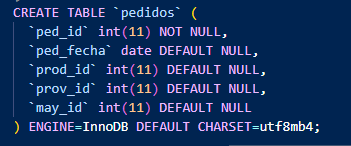 CREATE TABLE `pedidos` (
`ped_id` int(11) NOT NULL,
`ped_fecha` date DEFAULT NULL,
`prod_id` int(11) DEFAULT NULL,
`prov_id` int(11) DEFAULT NULL,
`may_id` int(11) DEFAULT NULL
) ENGINE=InnoDB DEFAULT CHARSET=utf8mb4;